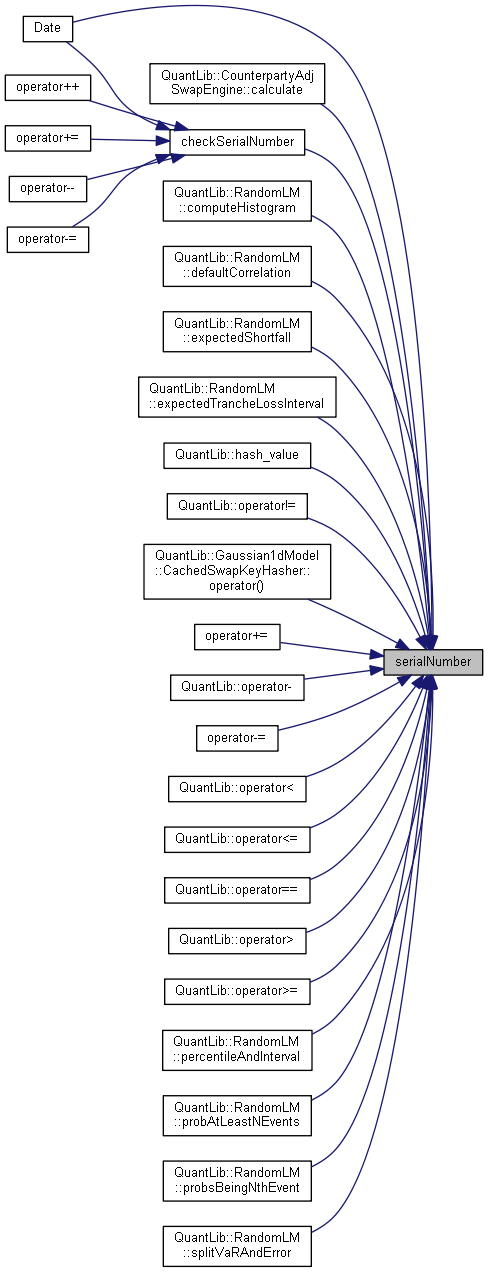 Date
operator++
operator+=
operator--
operator-=
QuantLib::CounterpartyAdj
SwapEngine::calculate
checkSerialNumber
QuantLib::RandomLM
::computeHistogram
QuantLib::RandomLM
::defaultCorrelation
QuantLib::RandomLM
::expectedShortfall
QuantLib::RandomLM
::expectedTrancheLossInterval
QuantLib::hash_value
QuantLib::operator!=
QuantLib::Gaussian1dModel
::CachedSwapKeyHasher::
operator()
operator+=
serialNumber
QuantLib::operator-
operator-=
QuantLib::operator<
QuantLib::operator<=
QuantLib::operator==
QuantLib::operator>
QuantLib::operator>=
QuantLib::RandomLM
::percentileAndInterval
QuantLib::RandomLM
::probAtLeastNEvents
QuantLib::RandomLM
::probsBeingNthEvent
QuantLib::RandomLM
::splitVaRAndError